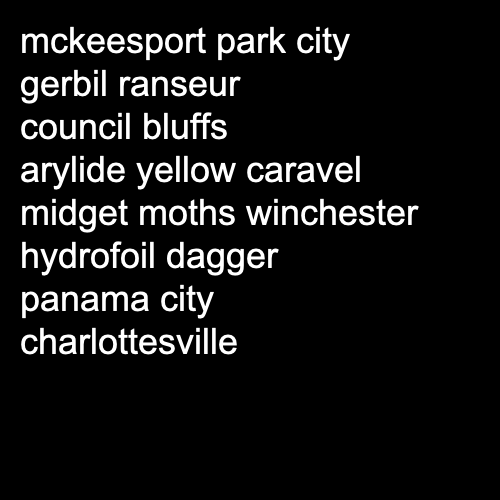 mckeesport park city
gerbil ranseur
council bluffs
arylide yellow caravel
midget moths winchester
hydrofoil dagger
panama city
charlottesville